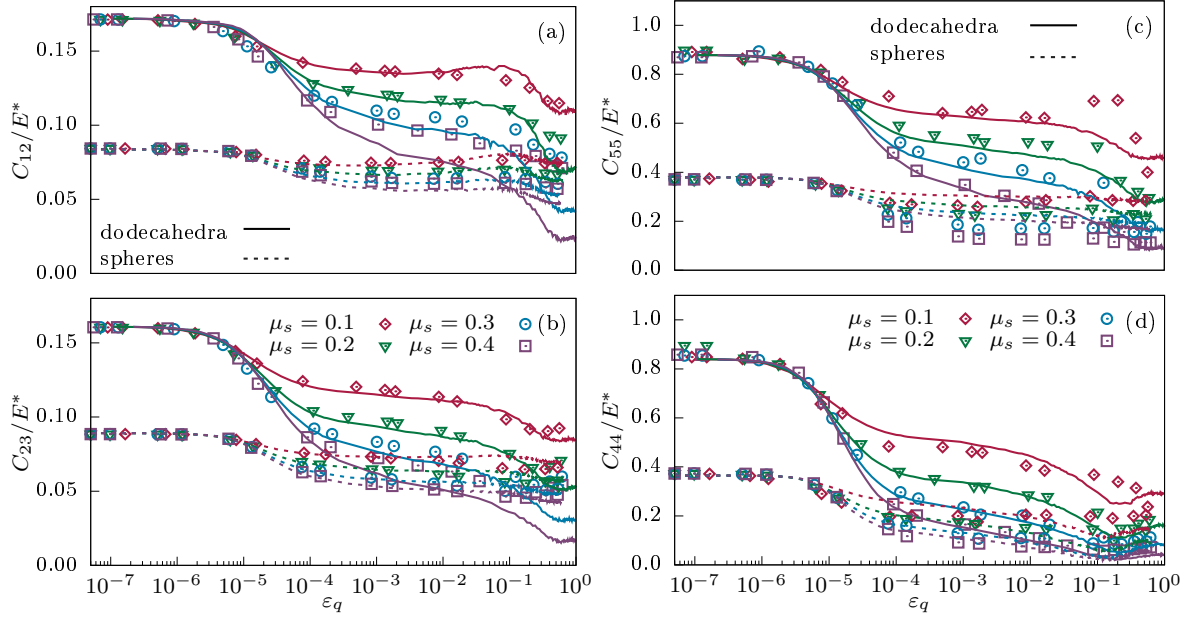 (a)
C₁₂/E*
0.15
0.10
0.05
0.00
dodecahedra
spheres
(c)
C₅₅/E*
1.0
0.8
0.6
0.4
0.2
0.0
dodecahedra
spheres
(b)
C₂₃/E*
0.15
0.10
0.05
0.00
μₛ = 0.1 μₛ = 0.3
μₛ = 0.2 μₛ = 0.4
10⁻⁷ 10⁻⁶ 10⁻⁵ 10⁻⁴ 10⁻³ 10⁻² 10⁻¹ 10⁰
ε_q
(d)
C₄₄/E*
1.0
0.8
0.6
0.4
0.2
0.0
μₛ = 0.1 μₛ = 0.3
μₛ = 0.2 μₛ = 0.4
10⁻⁷ 10⁻⁶ 10⁻⁵ 10⁻⁴ 10⁻³ 10⁻² 10⁻¹ 10⁰
ε_q